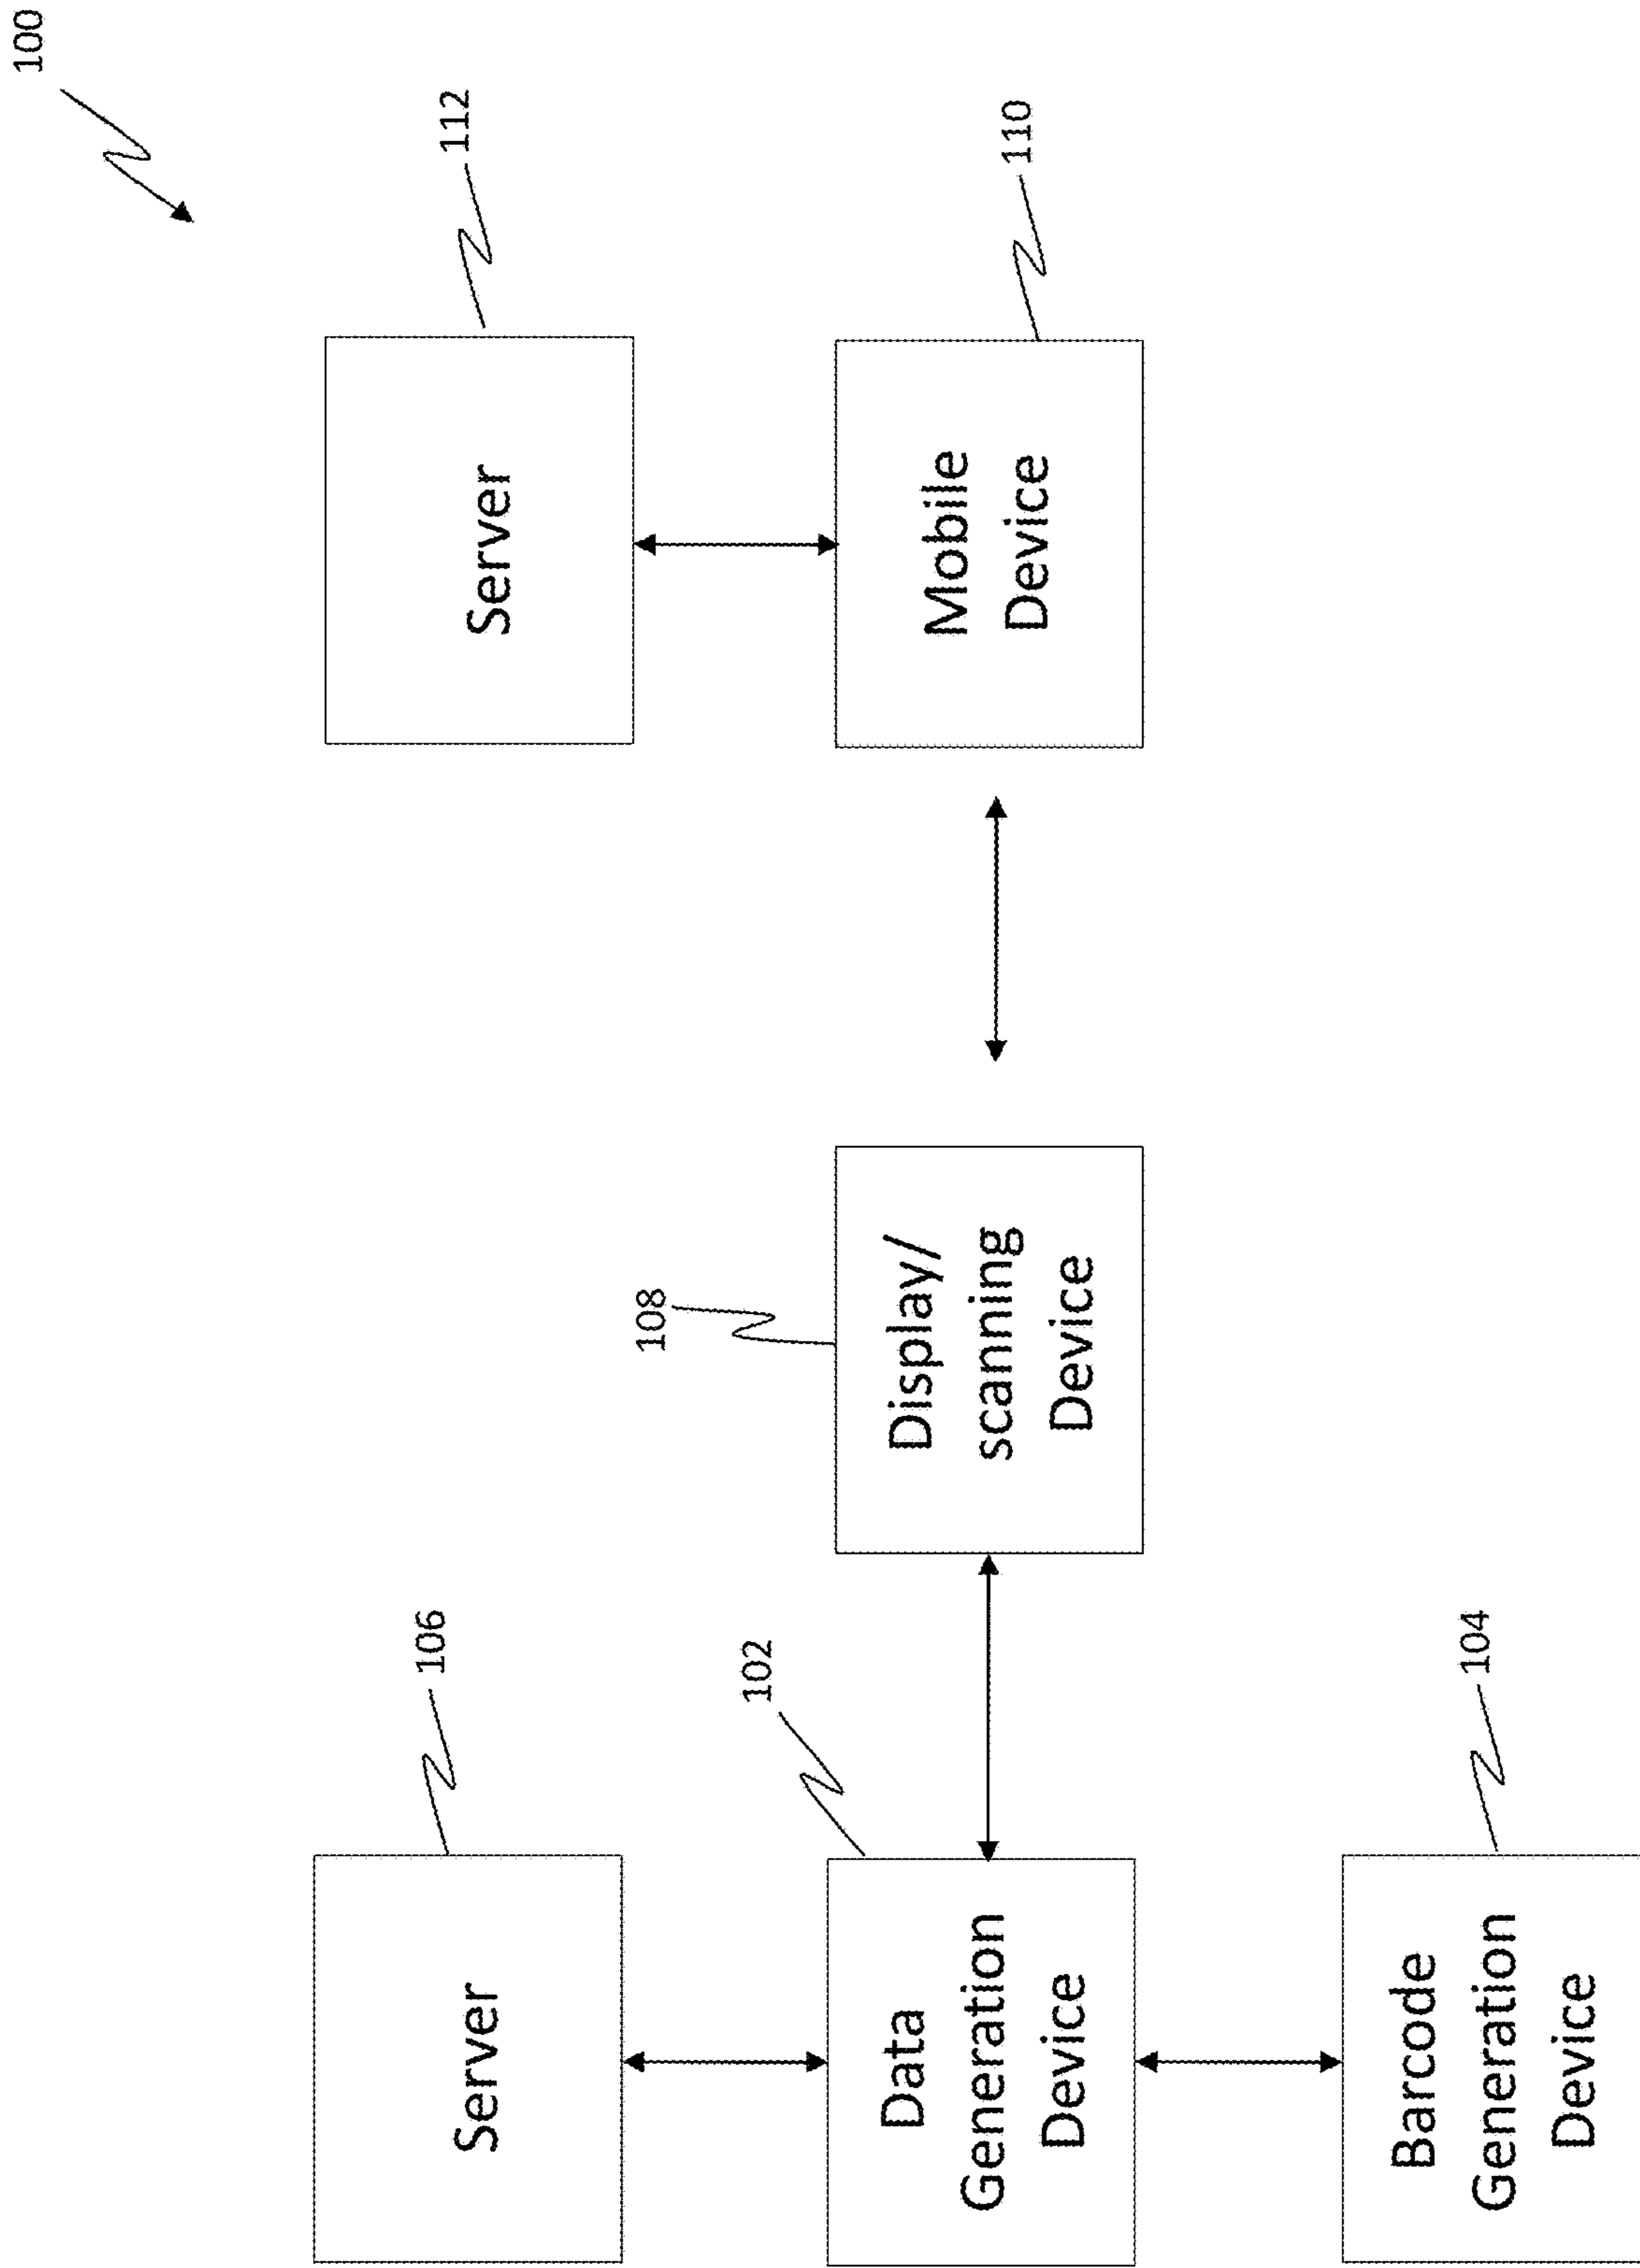 100
Server
106
Server
112
102
108
Data
Generation
Device
Display/
scanning
Device
Mobile
Device
110
Barcode
Generation
Device
104